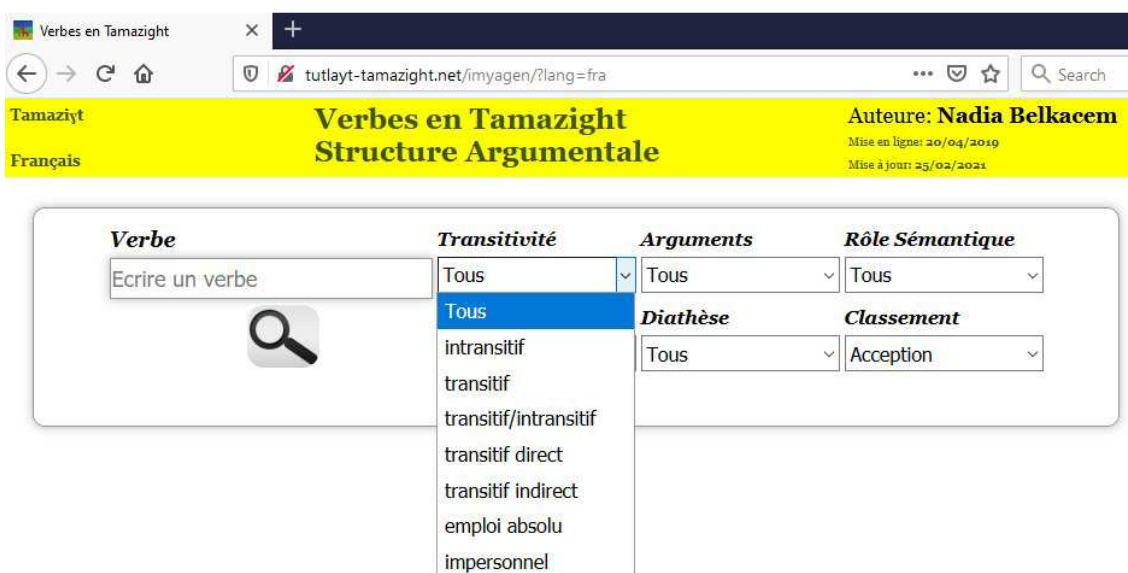 Verbes en Tamazight
tutlayt-tamazight.net/imyagen/?lang=fra
Search
Tamaziɣt
Français
Verbes en Tamazight
Structure Argumentale
Auteure: Nadia Belkacem
Mise en ligne: 20/04/2019
Mise à jour: 25/02/2021
Verbe
Ecrire un verbe
Transitivité
Tous
Tous
intransitif
transitif
transitif/intransitif
transitif direct
transitif indirect
emploi absolu
impersonnel
Arguments
Tous
Rôle Sémantique
Tous
Diathèse
Tous
Classement
Acception